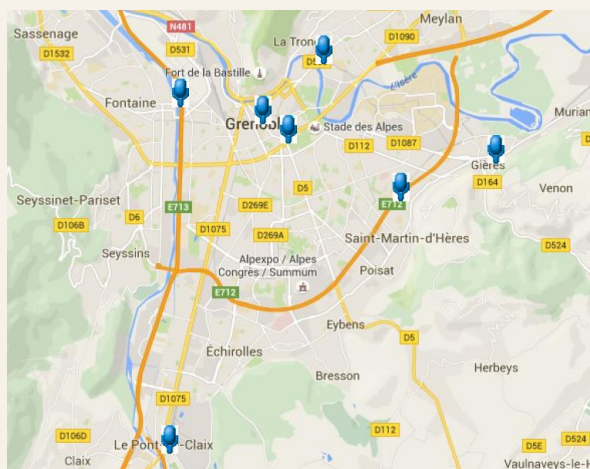 N481
Sassenage
Meylan
D531
La Tronc
D1090
D1532
Fort de la Bastille
Fontaine
L'Isère
Grenoble
Stade des Alpes
Murian
D112
D1087
Gières
D5
D164
Venon
Seyssinet-Pariset
E713
D269E
E712
D6
D106B
D1075
D269A
Saint-Martin-d'Hères
D524
Seyssins
Alpexpo / Alpes
Congrès / Summum
Poisat
E712
Eybens
D5
Échirolles
Herbeys
Bresson
D1075
D112
D106D
Le Pont-de-Claix
D5E
D524
Claix
Vaulnaveys-le-H